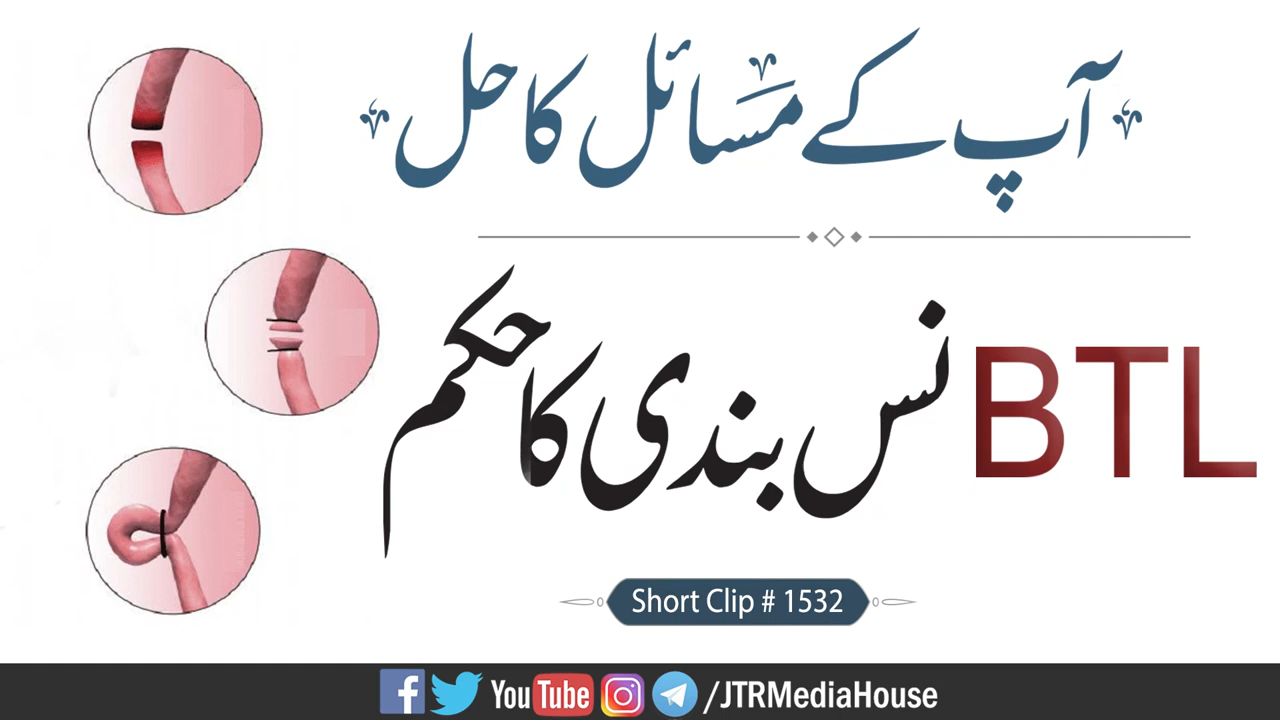 آپ کے مسائل کا حل
BTL نس بندی کا حکم
Short Clip # 1532
YouTube /JTRMediaHouse